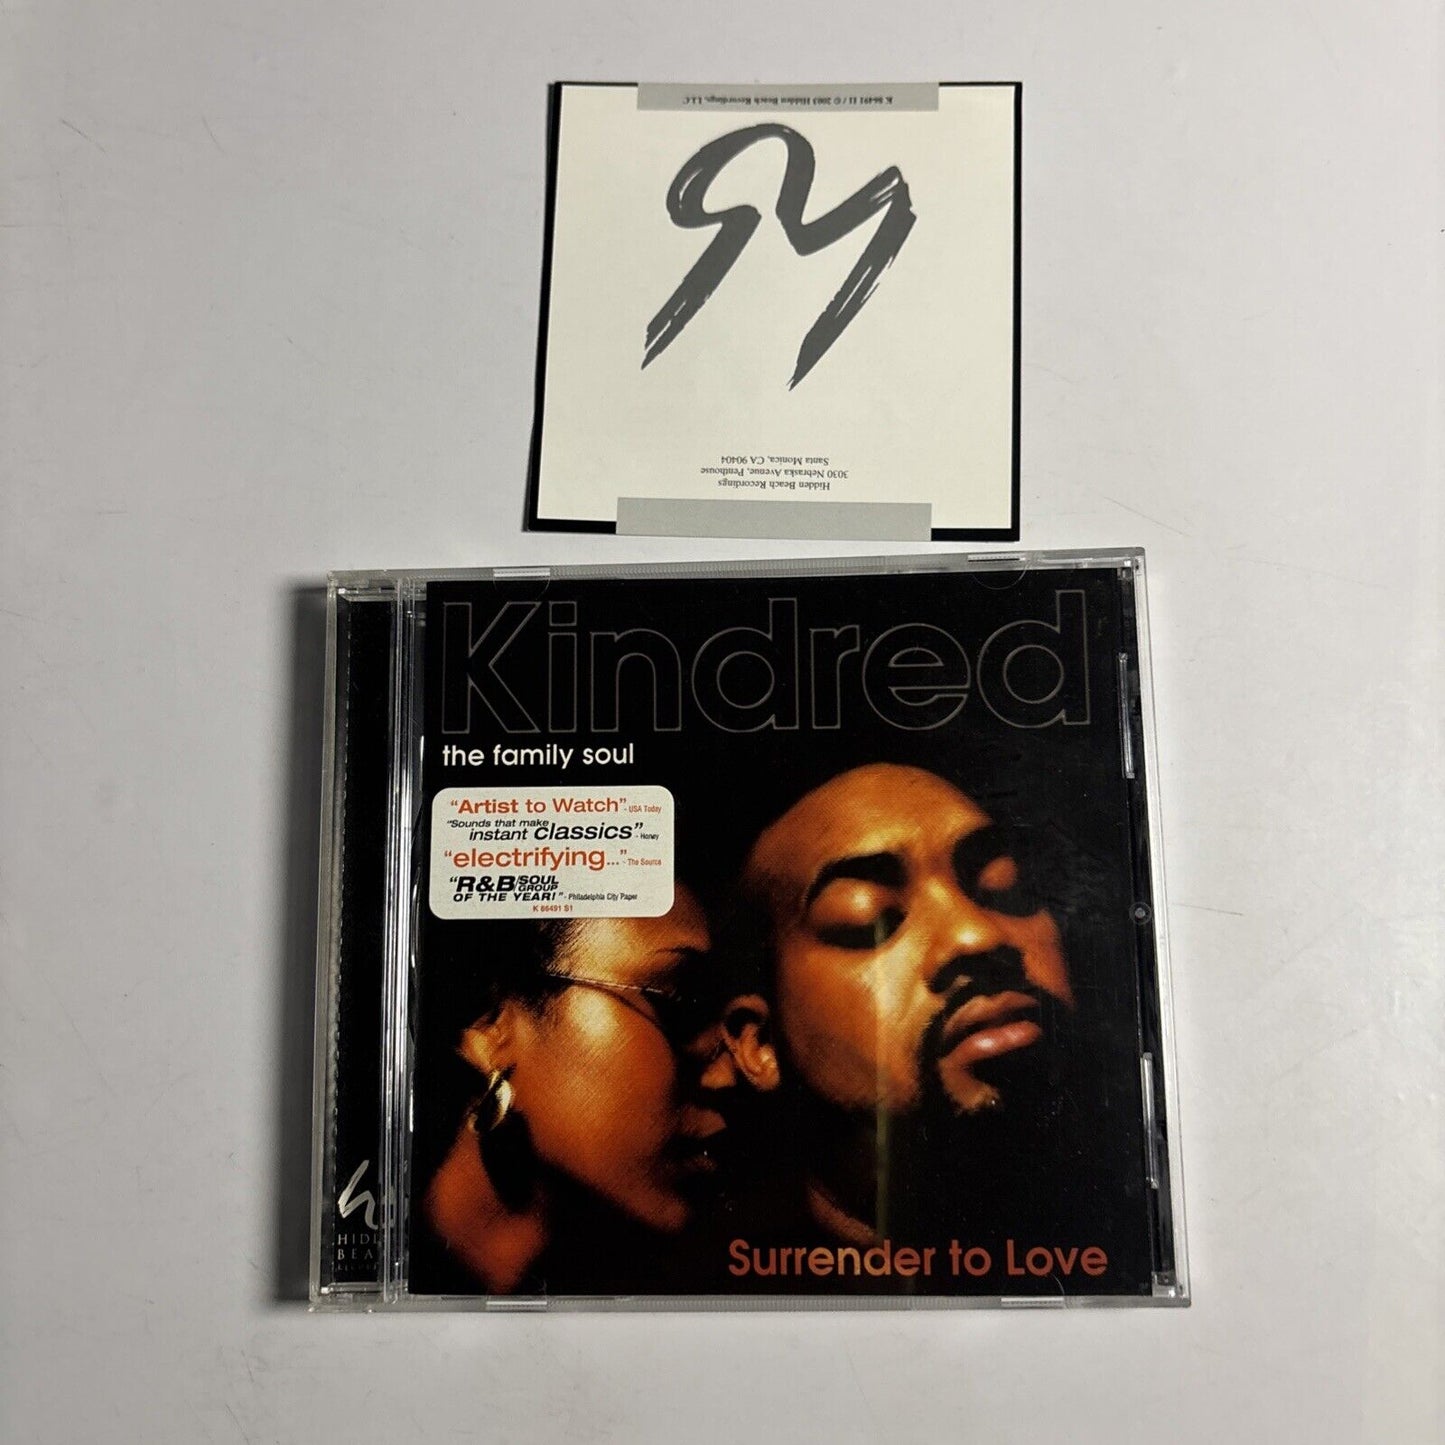 K 86491 11 / © 2003 Hidden Beach Recordings, LLC
Hidden Beach Recordings
3030 Nebraska Avenue, Penthouse
Santa Monica, CA 90404
Kindred
the family soul
"Artist to Watch" - USA Today
"Sounds that make
instant classics" - Honey
"electrifying..." - The Source
"R&B/SOUL
GROUP
OF THE YEAR!" - Philadelphia City Paper
K 86491 S1
HIDD
BEA
Surrender to Love